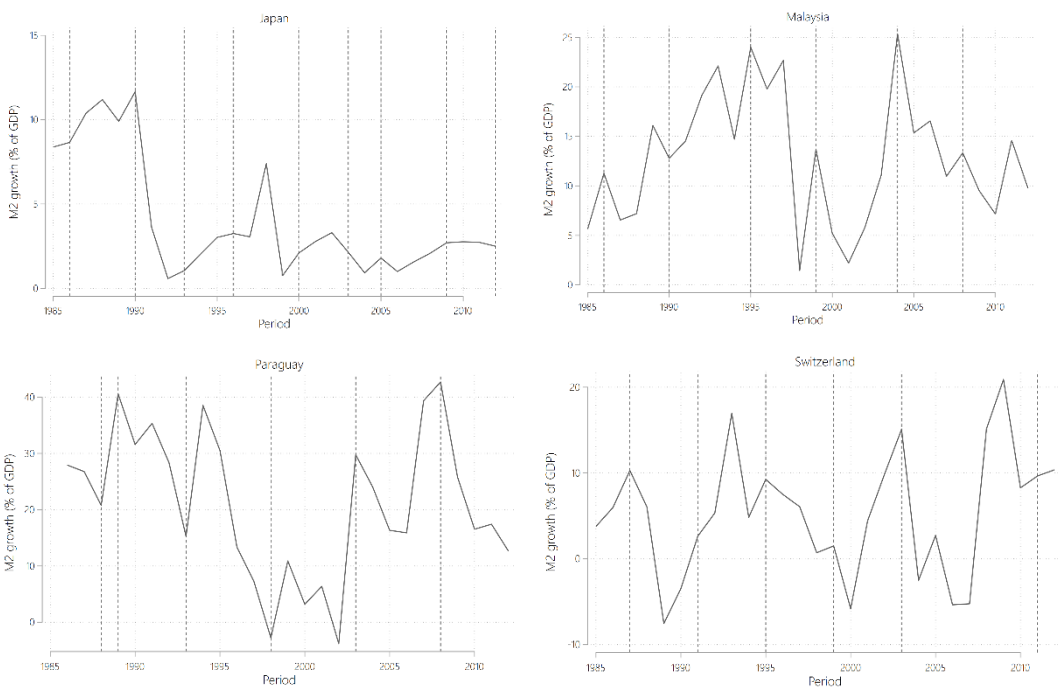 Japan
M2 growth (% of GDP)
15
10
5
0
1985 1990 1995 2000 2005 2010
Period
Malaysia
M2 growth (% of GDP)
25
20
15
10
5
0
1985 1990 1995 2000 2005 2010
Period
Paraguay
M2 growth (% of GDP)
40
30
20
10
0
1985 1990 1995 2000 2005 2010
Period
Switzerland
M2 growth (% of GDP)
20
10
0
-10
1985 1990 1995 2000 2005 2010
Period